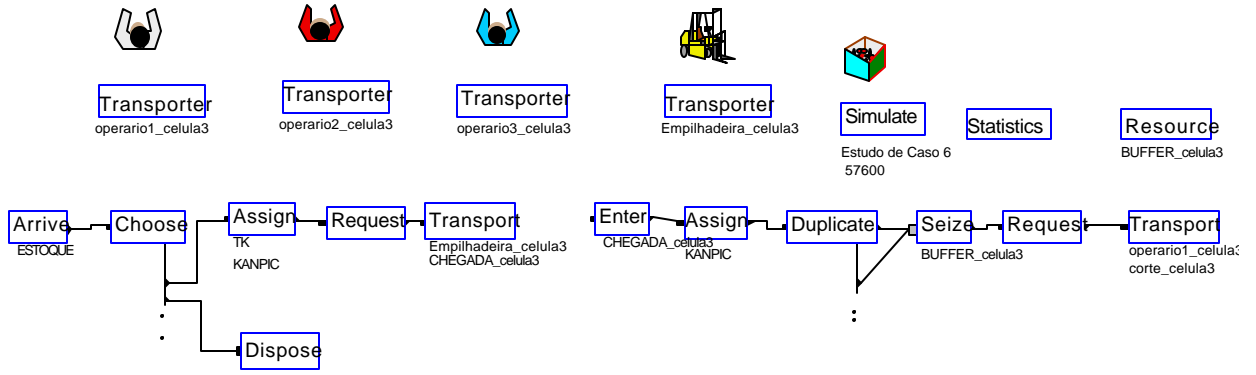 Transporter
operario1_celula3
Transporter
operario2_celula3
Transporter
operario3_celula3
Transporter
Empilhadeira_celula3
Simulate
Estudo de Caso 6
57600
Statistics
Resource
BUFFER_celula3
Arrive
ESTOQUE
Choose
Assign
TK
KANPIC
Request
Transport
Empilhadeira_celula3
CHEGADA_celula3
Dispose
Enter
CHEGADA_celula3
Assign
KANPIC
Duplicate
Seize
BUFFER_celula3
Request
Transport
operario1_celula3
corte_celula3